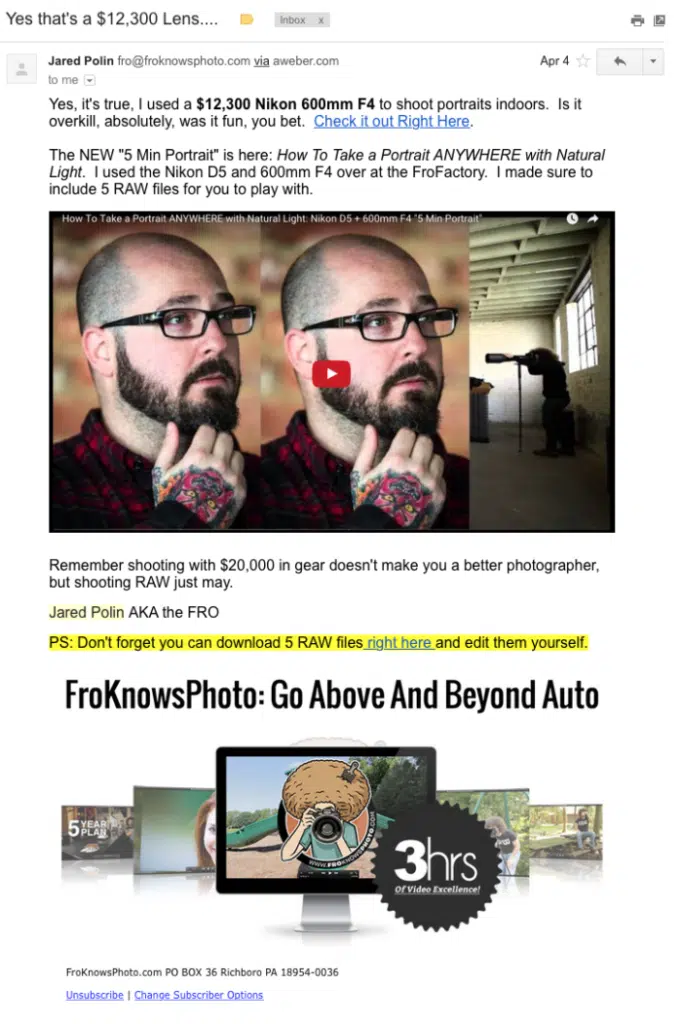 Yes that's a $12,300 Lens....
Inbox x
Jared Polin fro@froknowsphoto.com via aweber.com
Apr 4
to me
Yes, it's true, I used a $12,300 Nikon 600mm F4 to shoot portraits indoors. Is it
overkill, absolutely, was it fun, you bet. Check it out Right Here.
The NEW "5 Min Portrait" is here: How To Take a Portrait ANYWHERE with Natural
Light. I used the Nikon D5 and 600mm F4 over at the FroFactory. I made sure to
include 5 RAW files for you to play with.
How To Take a Portrait ANYWHERE with Natural Light: Nikon D5 + 600mm F4 "5 Min Portrait"
Remember shooting with $20,000 in gear doesn't make you a better photographer,
but shooting RAW just may.
Jared Polin AKA the FRO
PS: Don't forget you can download 5 RAW files right here and edit them yourself.
FroKnowsPhoto: Go Above And Beyond Auto
5 YEAR
PLAN
WWW.FROKNOWSPHOTO.COM
3hrs
Of Video Excellence!
FroKnowsPhoto.com PO BOX 36 Richboro PA 18954-0036
Unsubscribe | Change Subscriber Options